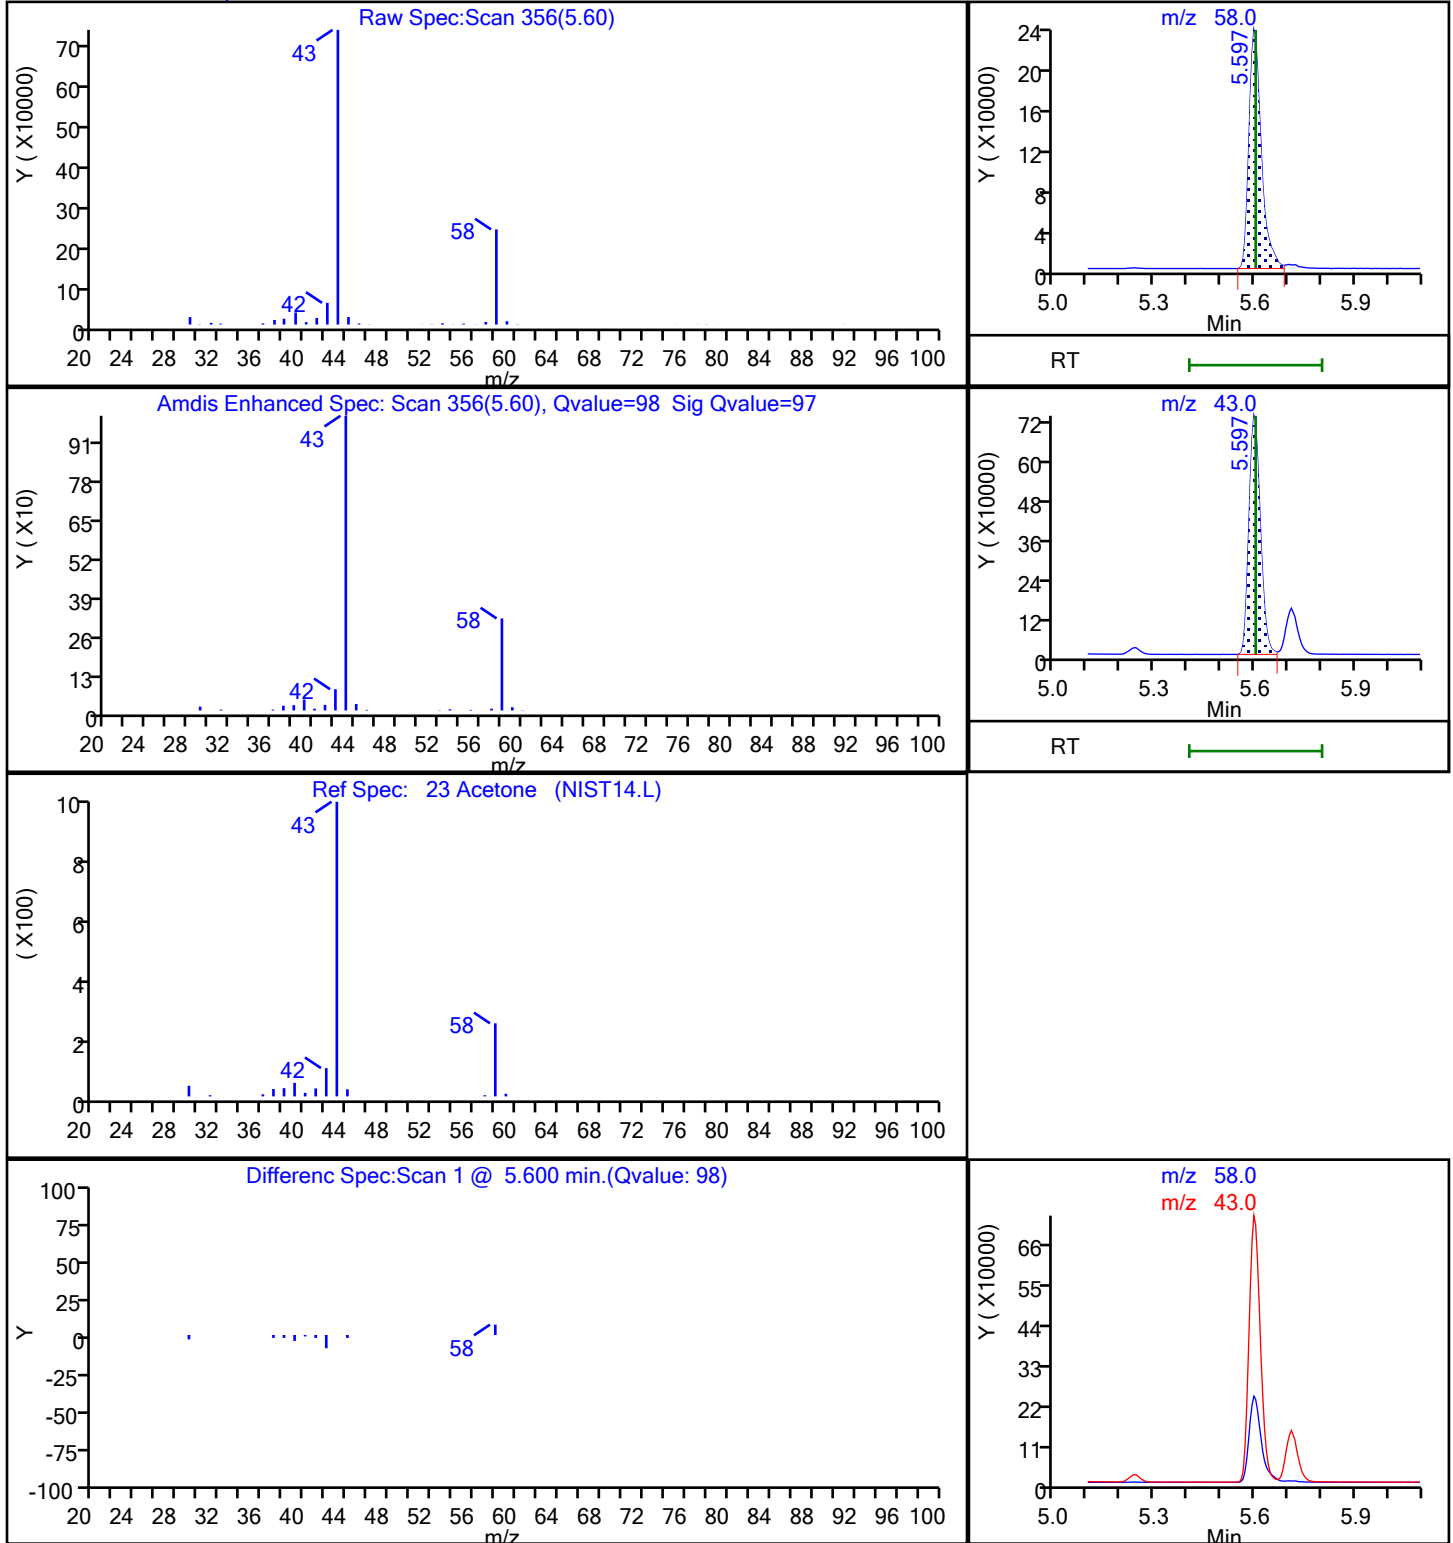 Raw Spec:Scan 356(5.60)
Y ( X10000)
70
60
50
40
30
20
10
0
43
58
42
20 24 28 32 36 40 44 48 52 56 60 64 68 72 76 80 84 88 92 96 100
m/z
m/z 58.0
Y ( X10000)
24
20
16
12
8
4
0
5.597
5.0 5.3 5.6 5.9
Min
RT
Amdis Enhanced Spec: Scan 356(5.60), Qvalue=98 Sig Qvalue=97
Y ( X10)
91
78
65
52
39
26
13
0
43
58
42
20 24 28 32 36 40 44 48 52 56 60 64 68 72 76 80 84 88 92 96 100
m/z
m/z 43.0
Y ( X10000)
72
60
48
36
24
12
0
5.597
5.0 5.3 5.6 5.9
Min
RT
Ref Spec: 23 Acetone (NIST14.L)
( X100)
10
8
6
4
2
0
43
58
42
20 24 28 32 36 40 44 48 52 56 60 64 68 72 76 80 84 88 92 96 100
m/z
Differenc Spec:Scan 1 @ 5.600 min.(Qvalue: 98)
Y
100
75
50
25
0
-25
-50
-75
-100
58
20 24 28 32 36 40 44 48 52 56 60 64 68 72 76 80 84 88 92 96 100
m/z
m/z 58.0
m/z 43.0
Y ( X10000)
66
55
44
33
22
11
0
5.0 5.3 5.6 5.9
Min